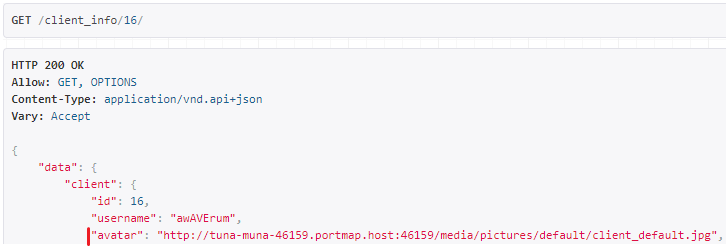 GET /client_info/16/
HTTP 200 OK
Allow: GET, OPTIONS
Content-Type: application/vnd.api+json
Vary: Accept
{
"data": {
"client": {
"id": 16,
"username": "awAVErum",
"avatar": "http://tuna-muna-46159.portmap.host:46159/media/pictures/default/client_default.jpg",